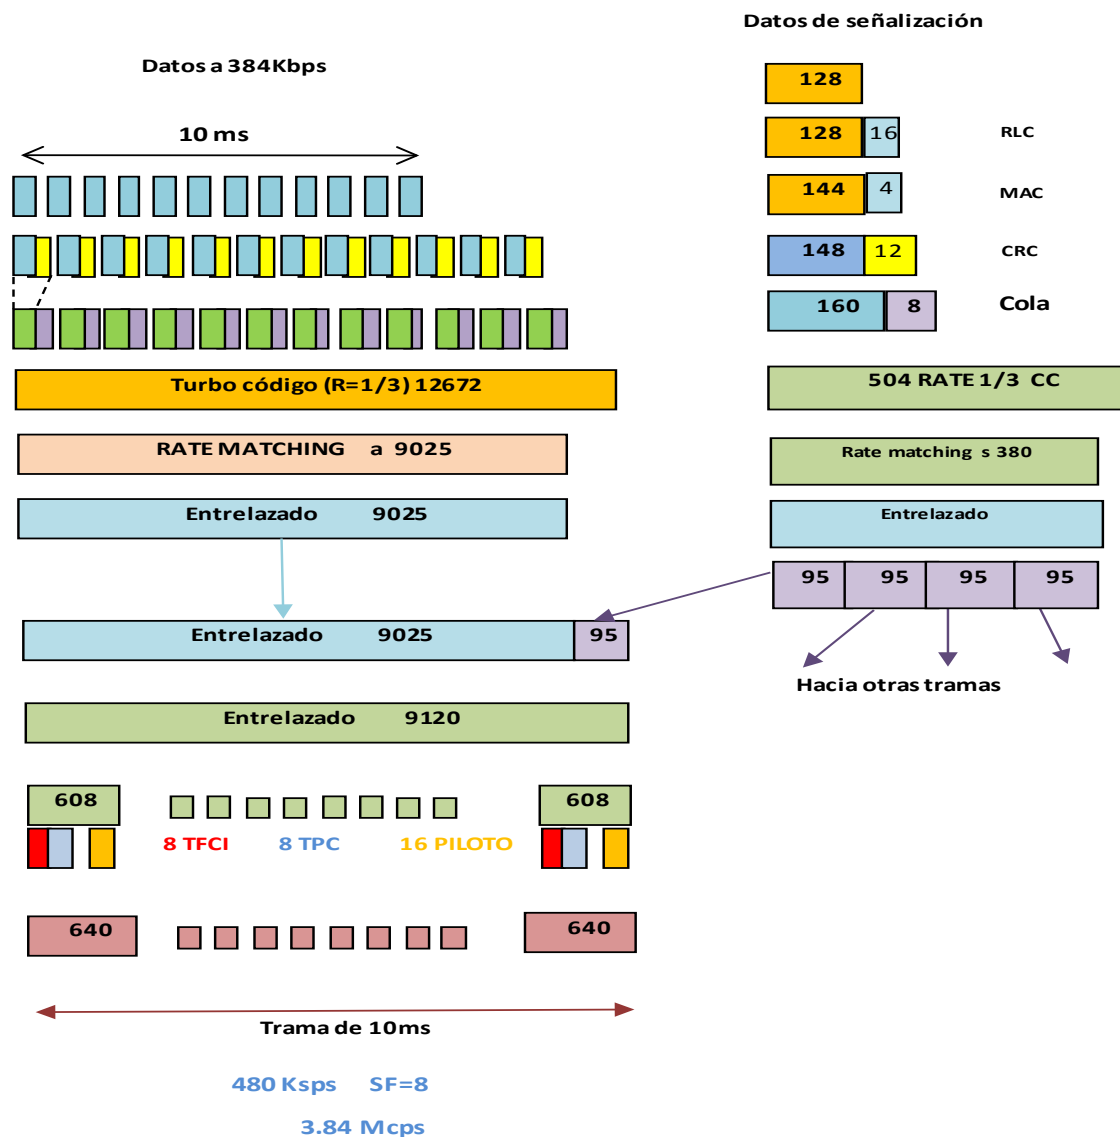 Datos de señalización
Datos a 384Kbps
10 ms
128
128 16 RLC
144 4 MAC
148 12 CRC
160 8 Cola
Turbo código (R=1/3) 12672
504 RATE 1/3 CC
RATE MATCHING a 9025
Rate matching s 380
Entrelazado 9025
Entrelazado
95 95 95 95
Entrelazado 9025 95
Hacia otras tramas
Entrelazado 9120
608 608
8 TFCI 8 TPC 16 PILOTO
640 640
Trama de 10ms
480 Ksps SF=8
3.84 Mcps